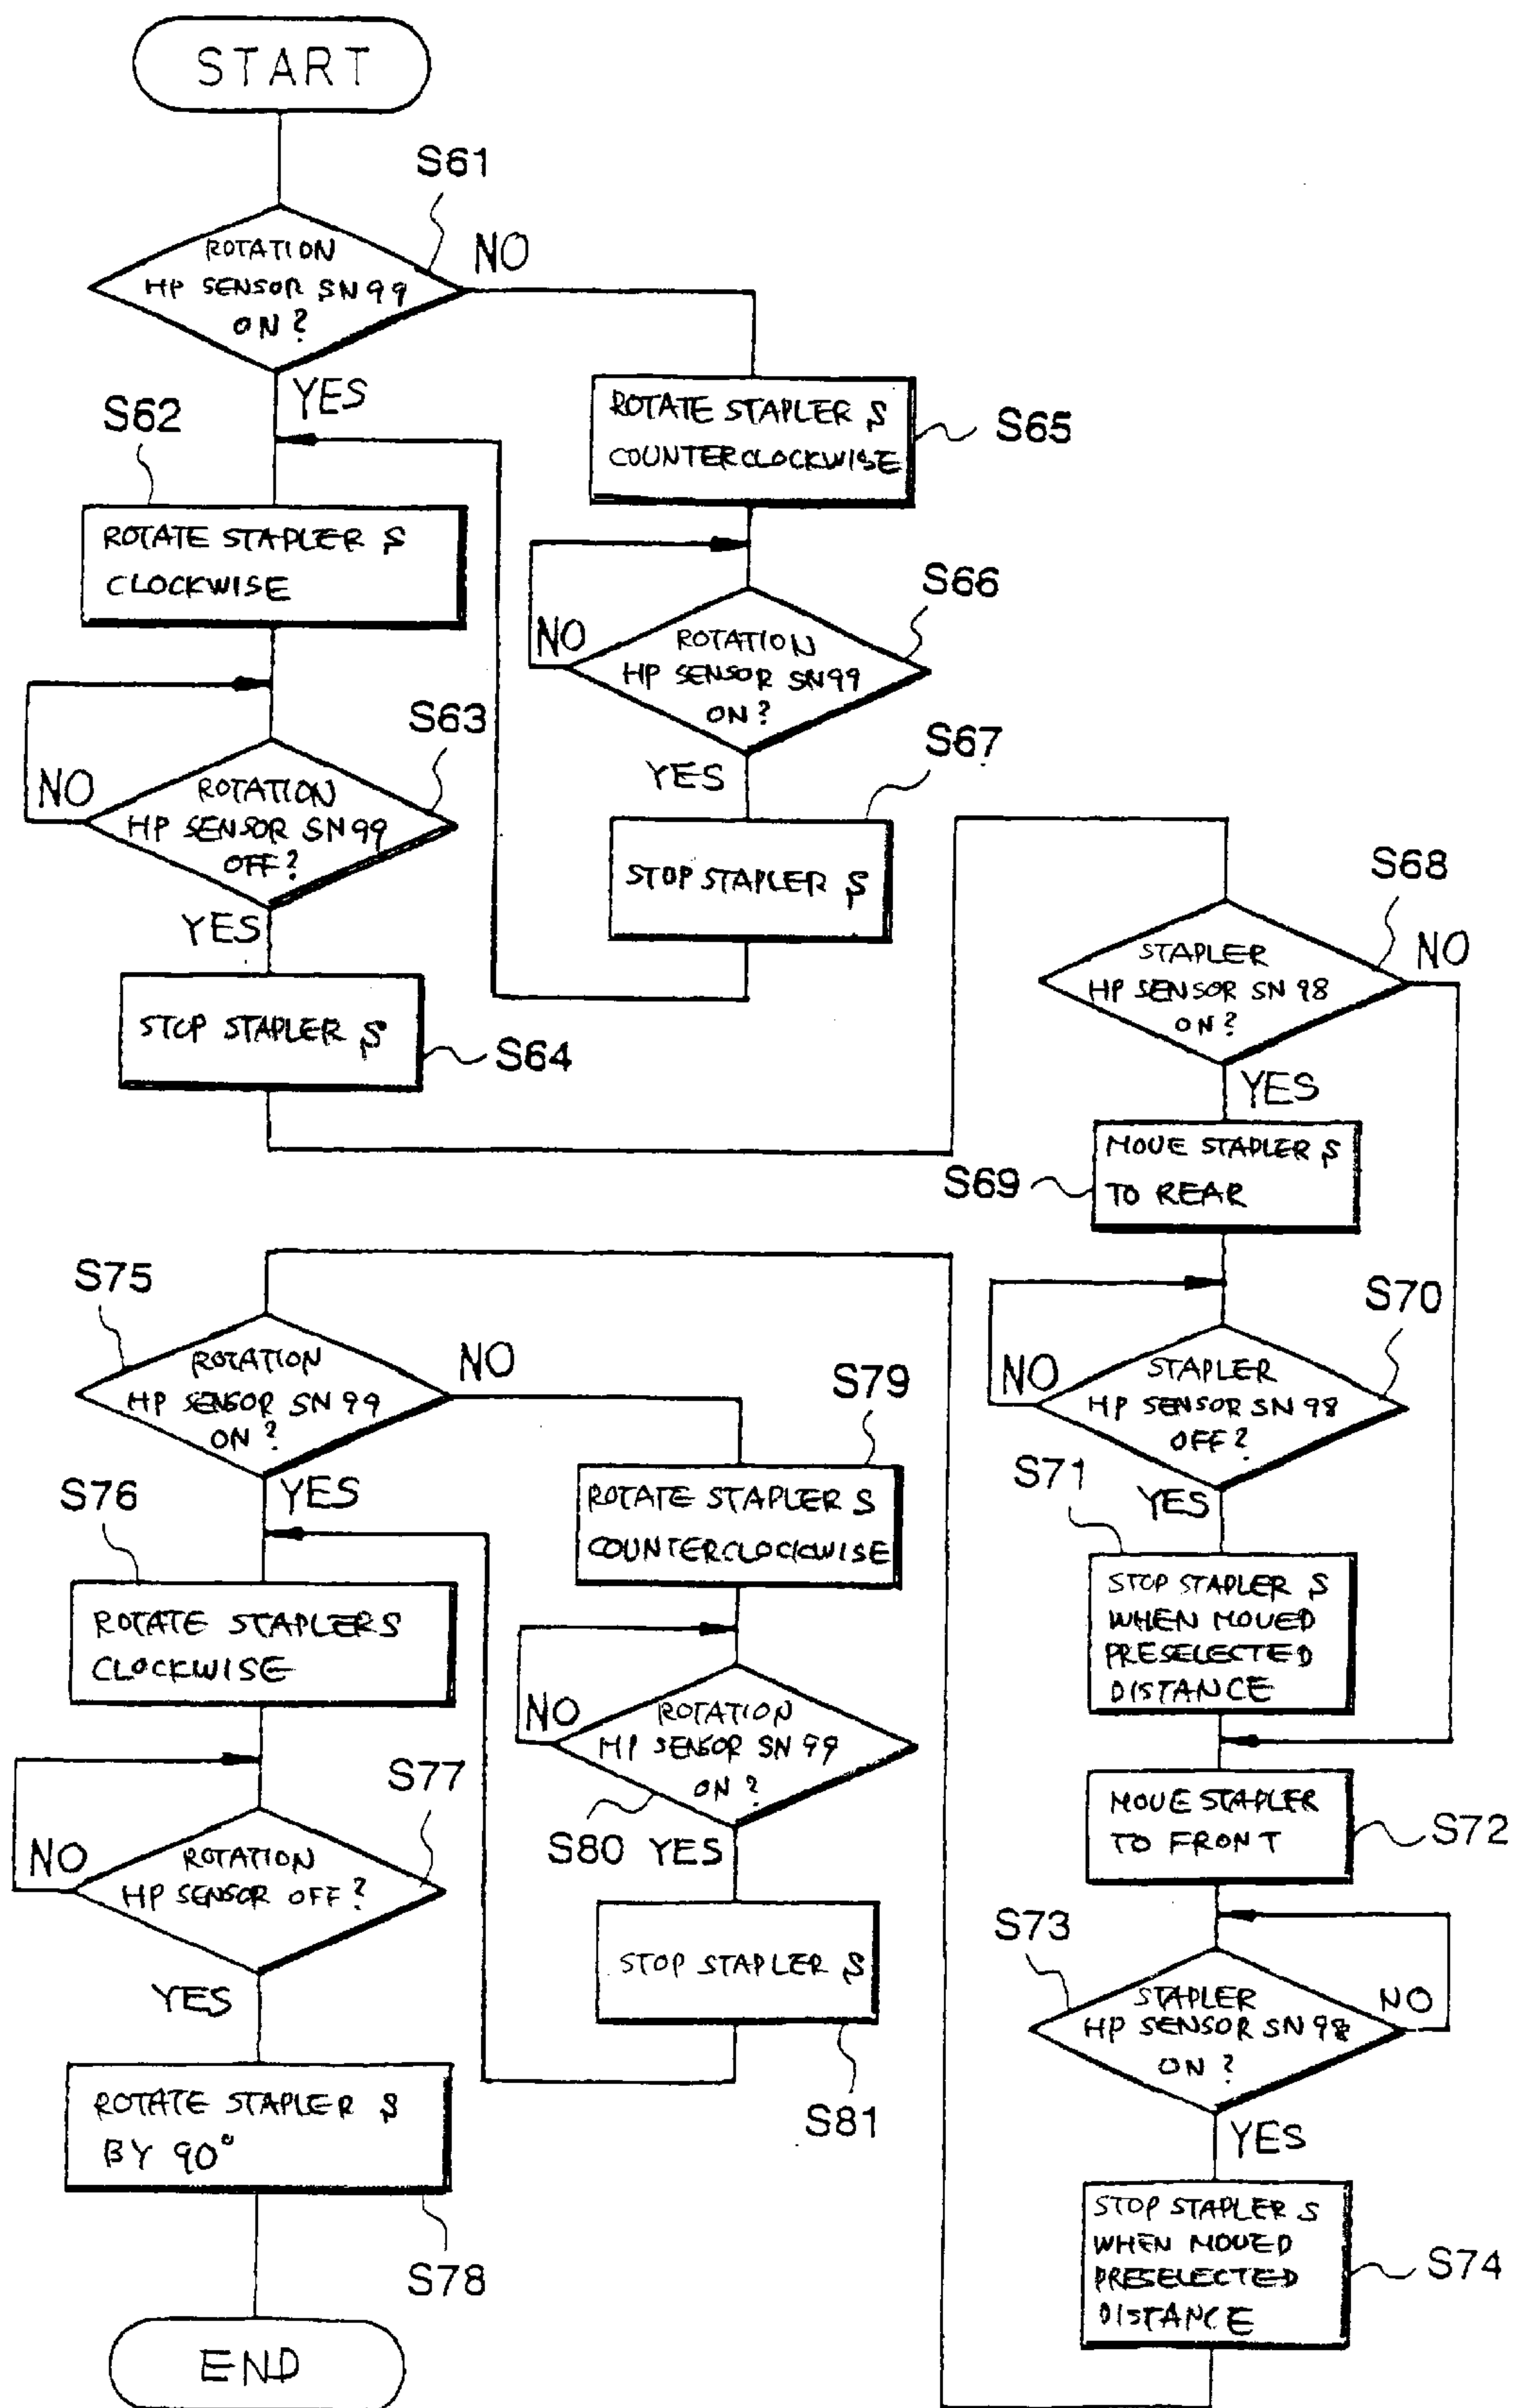 START
S61
ROTATION
HP SENSOR SN99
ON?
NO
YES
S62
ROTATE STAPLER S
CLOCKWISE
S63
ROTATION
HP SENSOR SN99
OFF?
NO
YES
STOP STAPLER S
S64
ROTATE STAPLER S
COUNTERCLOCKWISE
S65
S66
ROTATION
HP SENSOR SN99
ON?
NO
YES
S67
STOP STAPLER S
S68
STAPLER
HP SENSOR SN98
ON?
NO
YES
MOVE STAPLER S
TO REAR
S69
S70
STAPLER
HP SENSOR SN98
OFF?
NO
YES
S71
STOP STAPLER S
WHEN MOVED
PRESELECTED
DISTANCE
MOVE STAPLER
TO FRONT
S72
S73
STAPLER
HP SENSOR SN98
ON?
NO
YES
STOP STAPLER S
WHEN MOVED
PRESELECTED
DISTANCE
S74
S75
ROTATION
HP SENSOR SN99
ON?
NO
YES
S76
ROTATE STAPLER S
CLOCKWISE
S77
ROTATION
HP SENSOR OFF?
NO
YES
ROTATE STAPLER S
BY 90°
S78
S79
ROTATE STAPLER S
COUNTERCLOCKWISE
ROTATION
HP SENSOR SN99
ON?
NO
S80
YES
STOP STAPLER S
S81
END